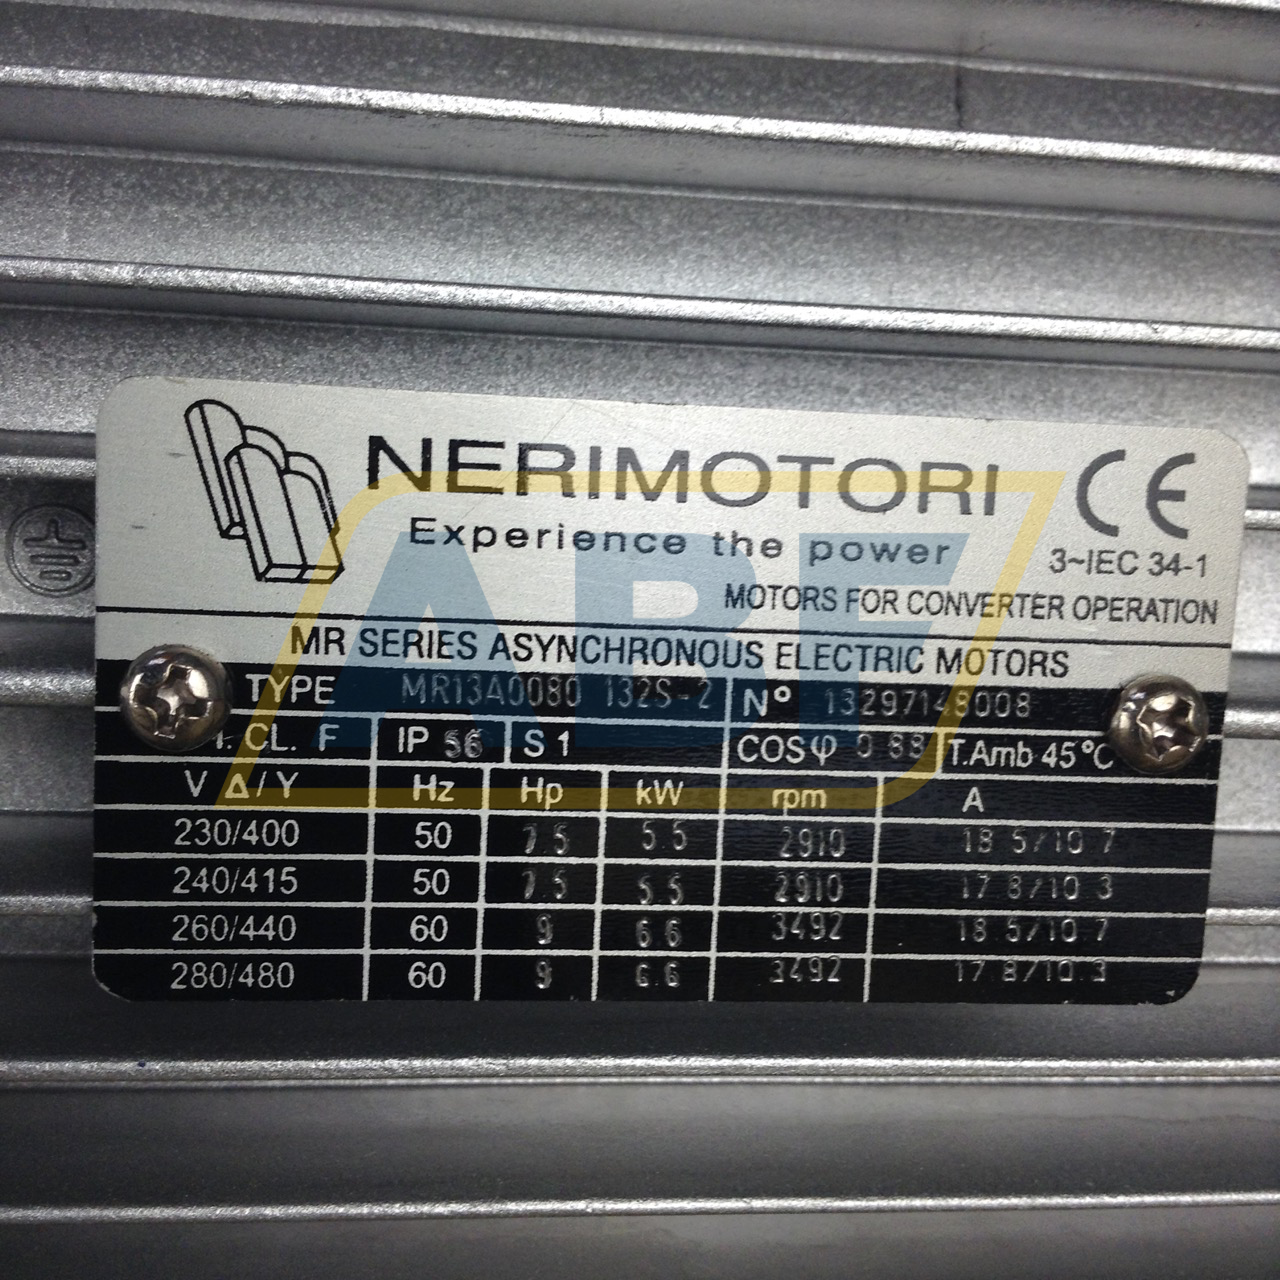 NERIMOTORI
Experience the power
CE
3~IEC 34-1
MOTORS FOR CONVERTER OPERATION
MR SERIES ASYNCHRONOUS ELECTRIC MOTORS
TYPE MR13A0080 132S-2 N° 13297148008
I. CL. F IP 56 S 1 COSφ 0 88 T.Amb 45°C
V Δ/Y Hz Hp kW rpm A
230/400 50 7.5 5.5 2910 18 5/10 7
240/415 50 7.5 5.5 2910 17 8/10.3
260/440 60 9 6 6 3492 18 5/10.7
280/480 60 9 6.6 3492 17.8/10.3
ABF